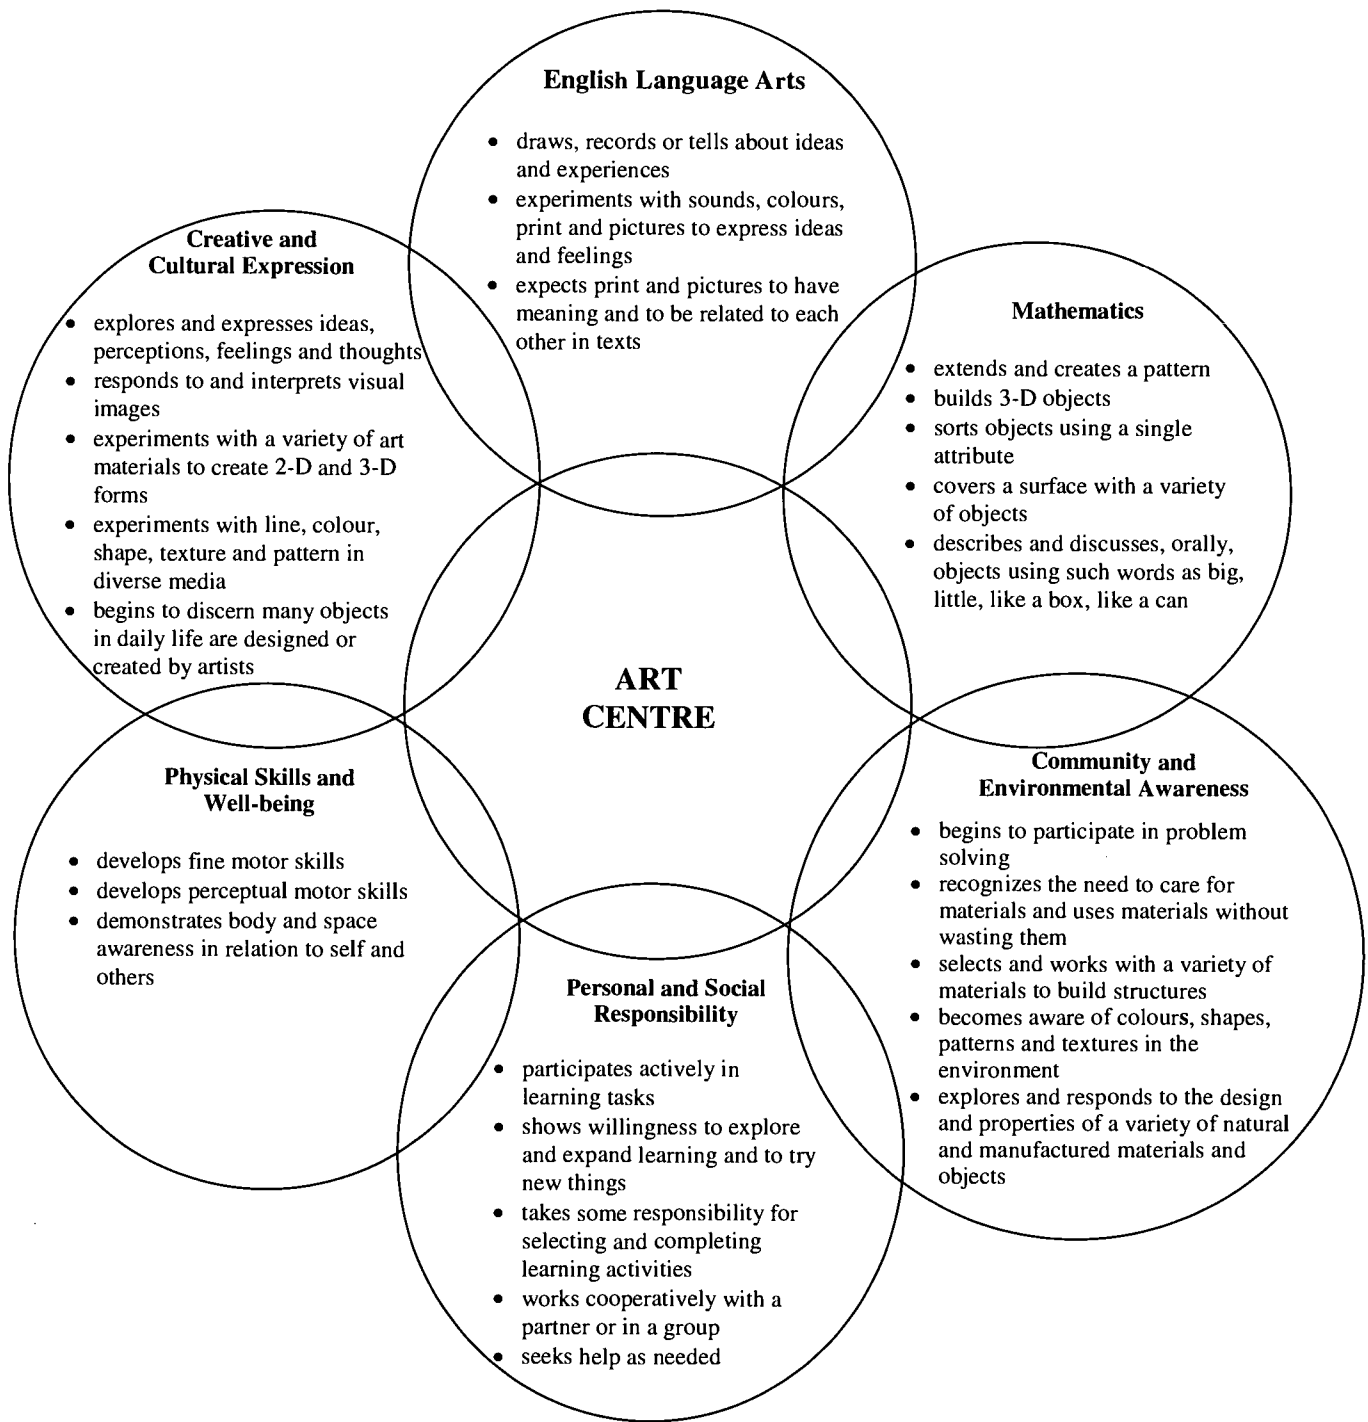 English Language Arts
• draws, records or tells about ideas
and experiences
• experiments with sounds, colours,
print and pictures to express ideas
and feelings
• expects print and pictures to have
meaning and to be related to each
other in texts
Creative and
Cultural Expression
• explores and expresses ideas,
perceptions, feelings and thoughts
• responds to and interprets visual
images
• experiments with a variety of art
materials to create 2-D and 3-D
forms
• experiments with line, colour,
shape, texture and pattern in
diverse media
• begins to discern many objects
in daily life are designed or
created by artists
Mathematics
• extends and creates a pattern
• builds 3-D objects
• sorts objects using a single
attribute
• covers a surface with a variety
of objects
• describes and discusses, orally,
objects using such words as big,
little, like a box, like a can
ART
CENTRE
Physical Skills and
Well-being
• develops fine motor skills
• develops perceptual motor skills
• demonstrates body and space
awareness in relation to self and
others
Community and
Environmental Awareness
• begins to participate in problem
solving
• recognizes the need to care for
materials and uses materials without
wasting them
• selects and works with a variety of
materials to build structures
• becomes aware of colours, shapes,
patterns and textures in the
environment
• explores and responds to the design
and properties of a variety of natural
and manufactured materials and
objects
Personal and Social
Responsibility
• participates actively in
learning tasks
• shows willingness to explore
and expand learning and to try
new things
• takes some responsibility for
selecting and completing
learning activities
• works cooperatively with a
partner or in a group
• seeks help as needed